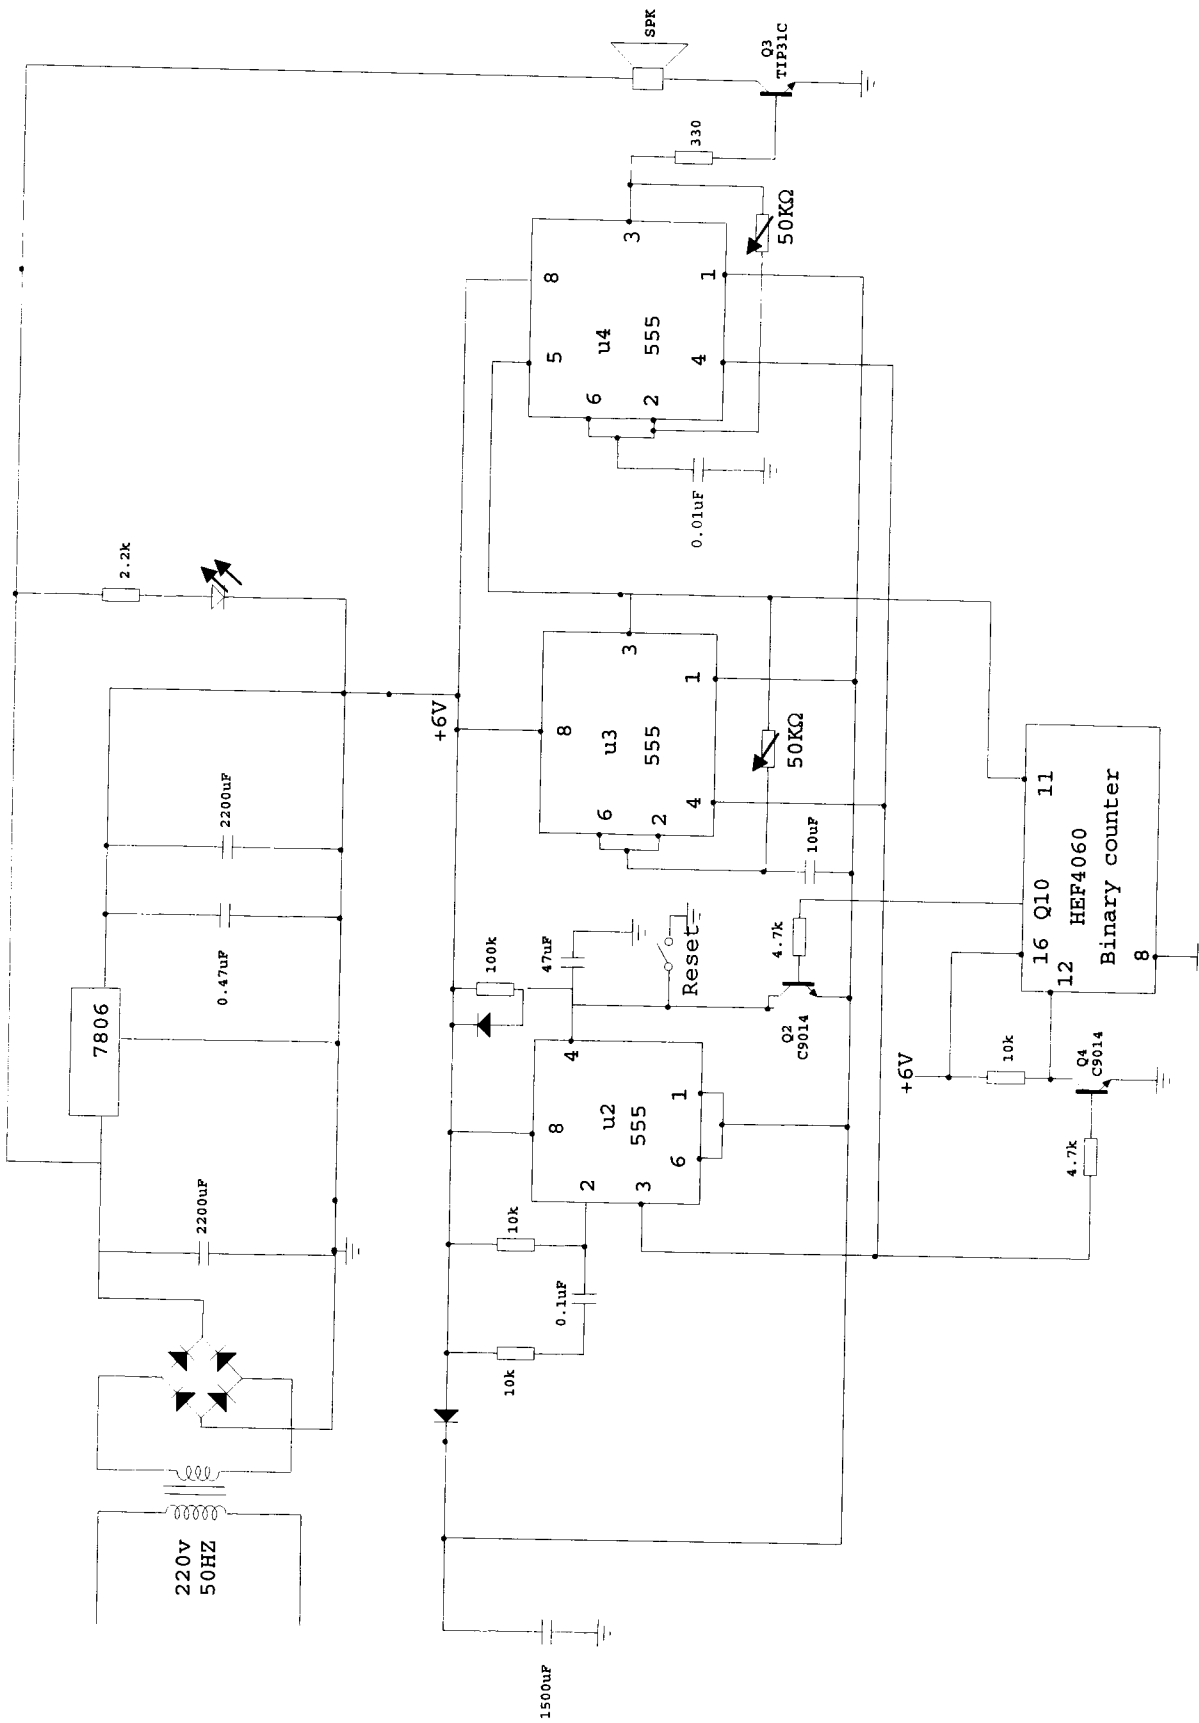 220v
50HZ
2200uF
7806
0.47uF
2200uF
2.2k
SPK
Q3
TIP31C
330
+6V
1500uF
10k
10k
0.1uF
8
2
u2
555
3
6
1
4
100k
47uF
Reset
Q2
C9014
4.7k
8
6
u3
555
2
4
1
3
10uF
50KΩ
5
8
6
u4
555
2
4
1
3
0.01uF
50KΩ
+6V
10k
Q4
C9014
4.7k
16
Q10
11
12
HEF4060
Binary counter
8